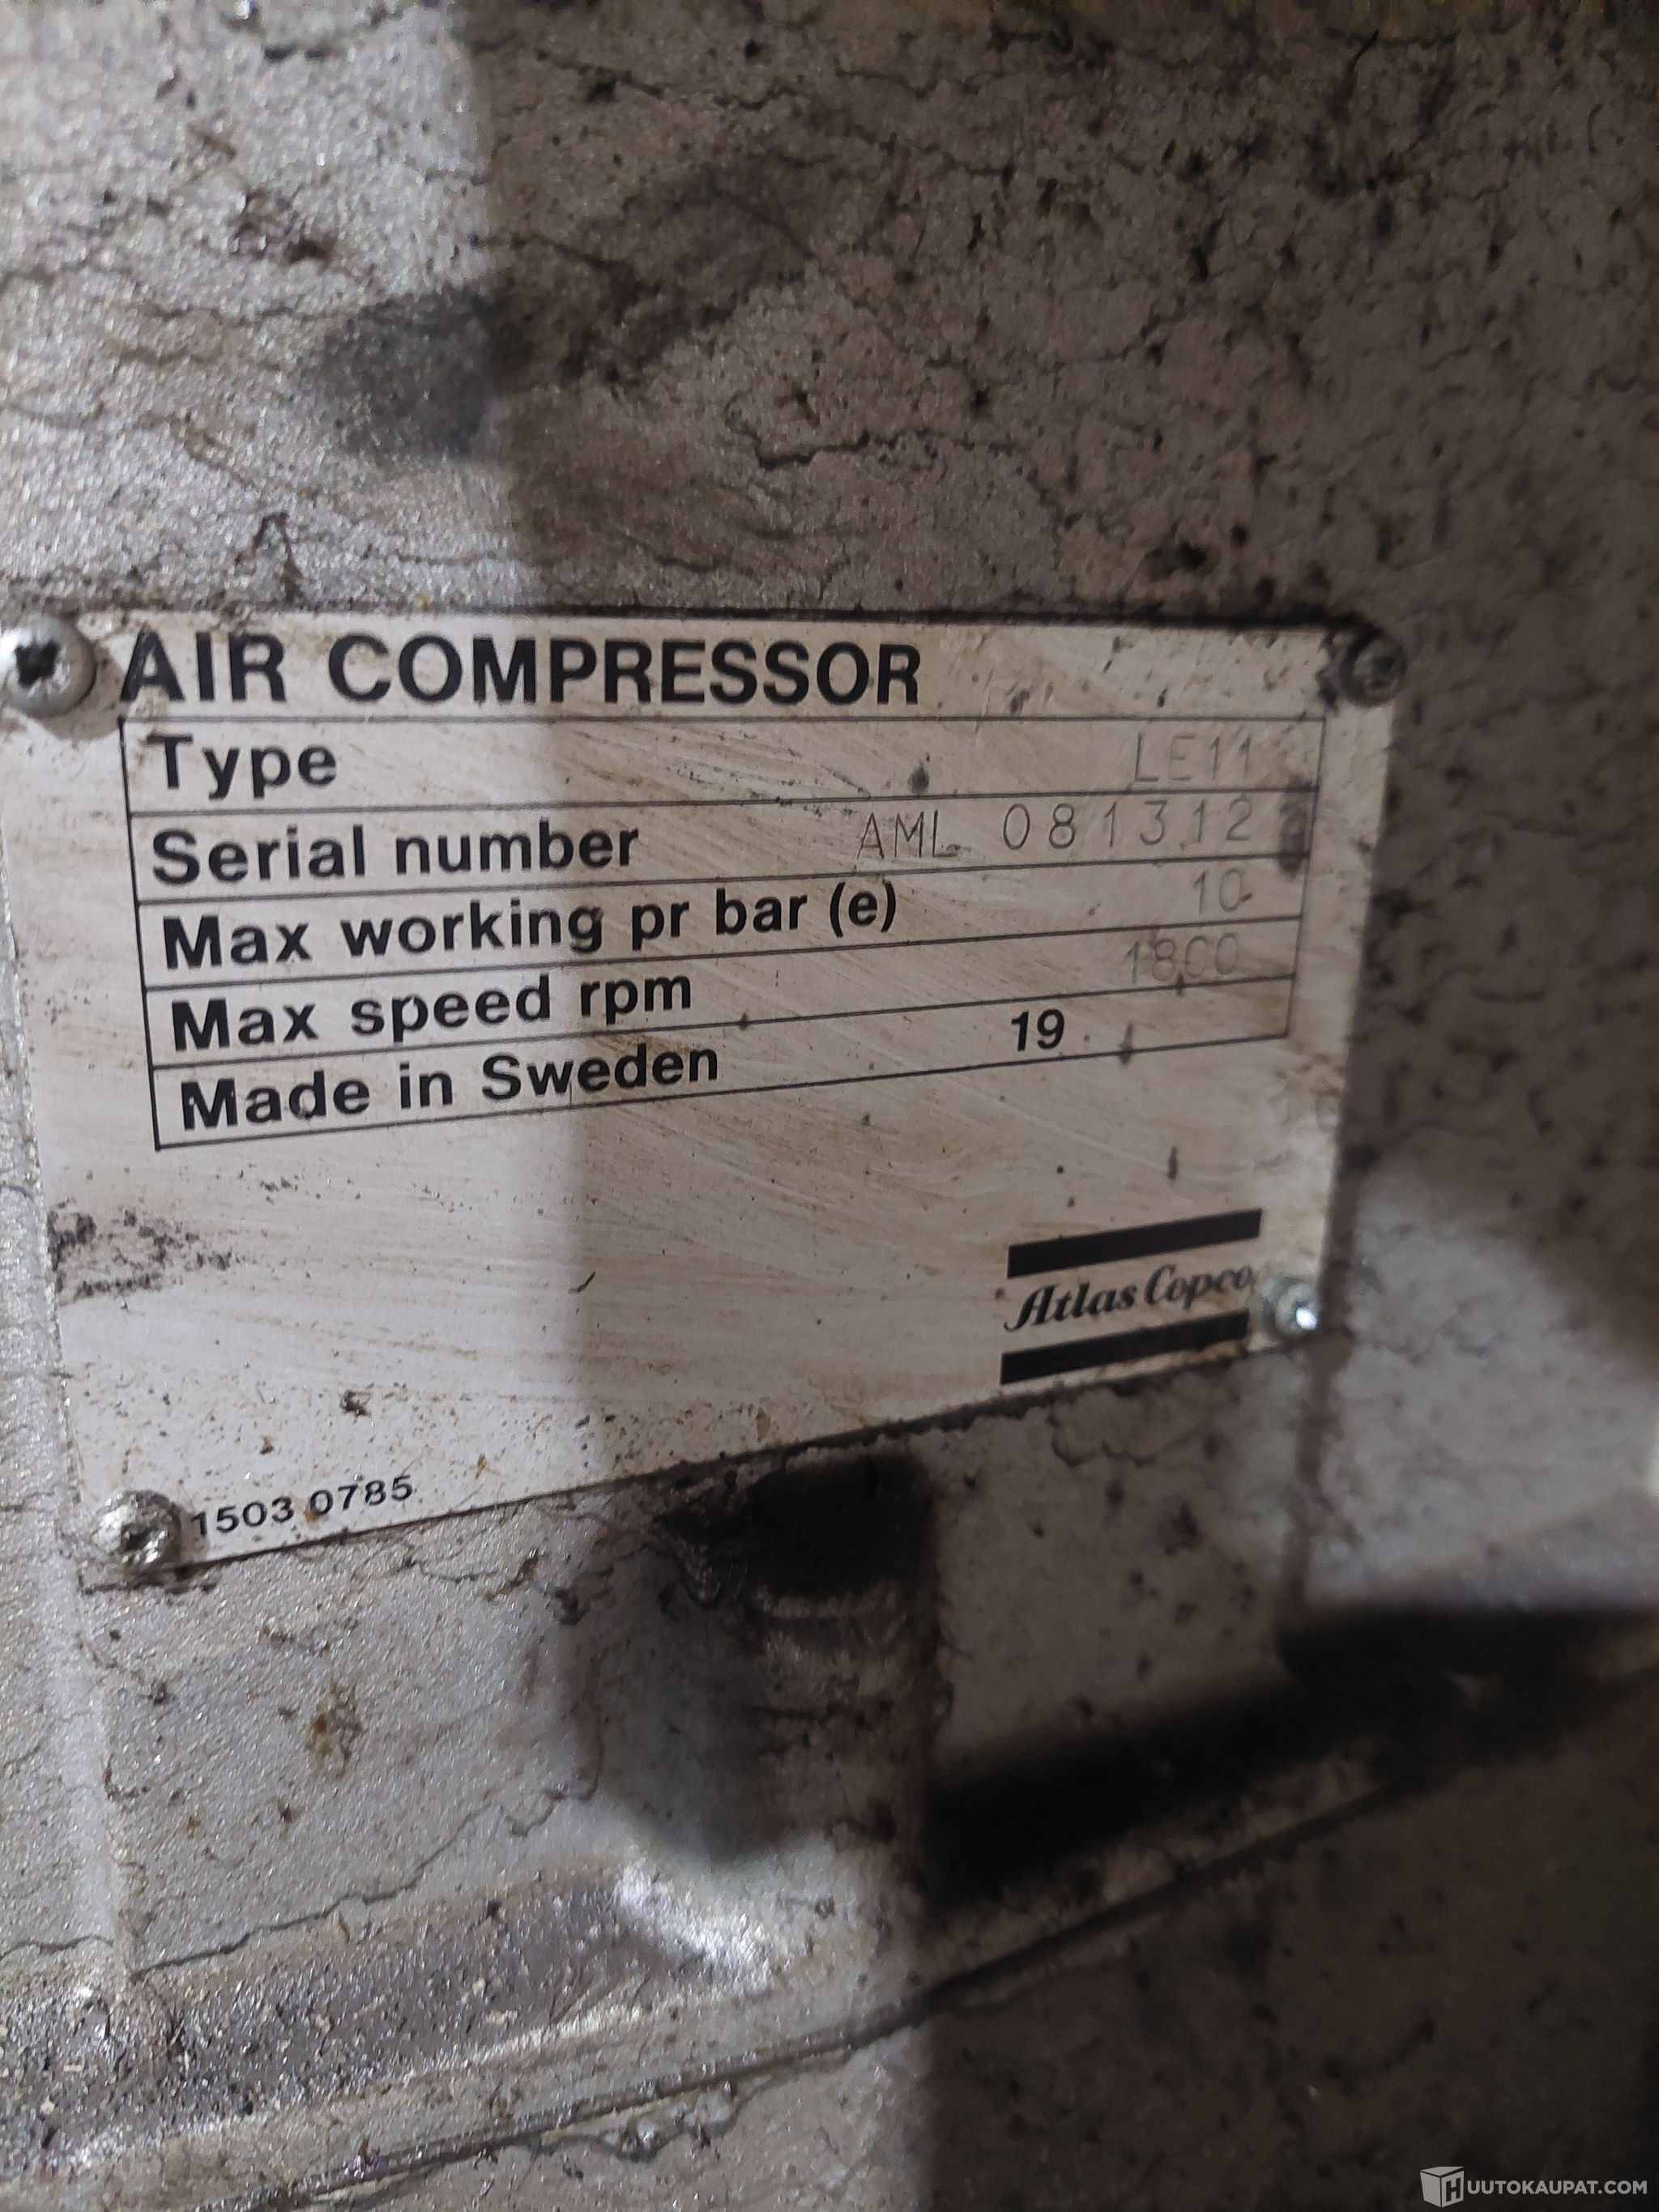 AIR COMPRESSOR
Type LE11
Serial number AML 081312
Max working pr bar (e) 10
Max speed rpm 1800
Made in Sweden 19
Atlas Copco
1503 0785
HUUTOKAUPAT.COM